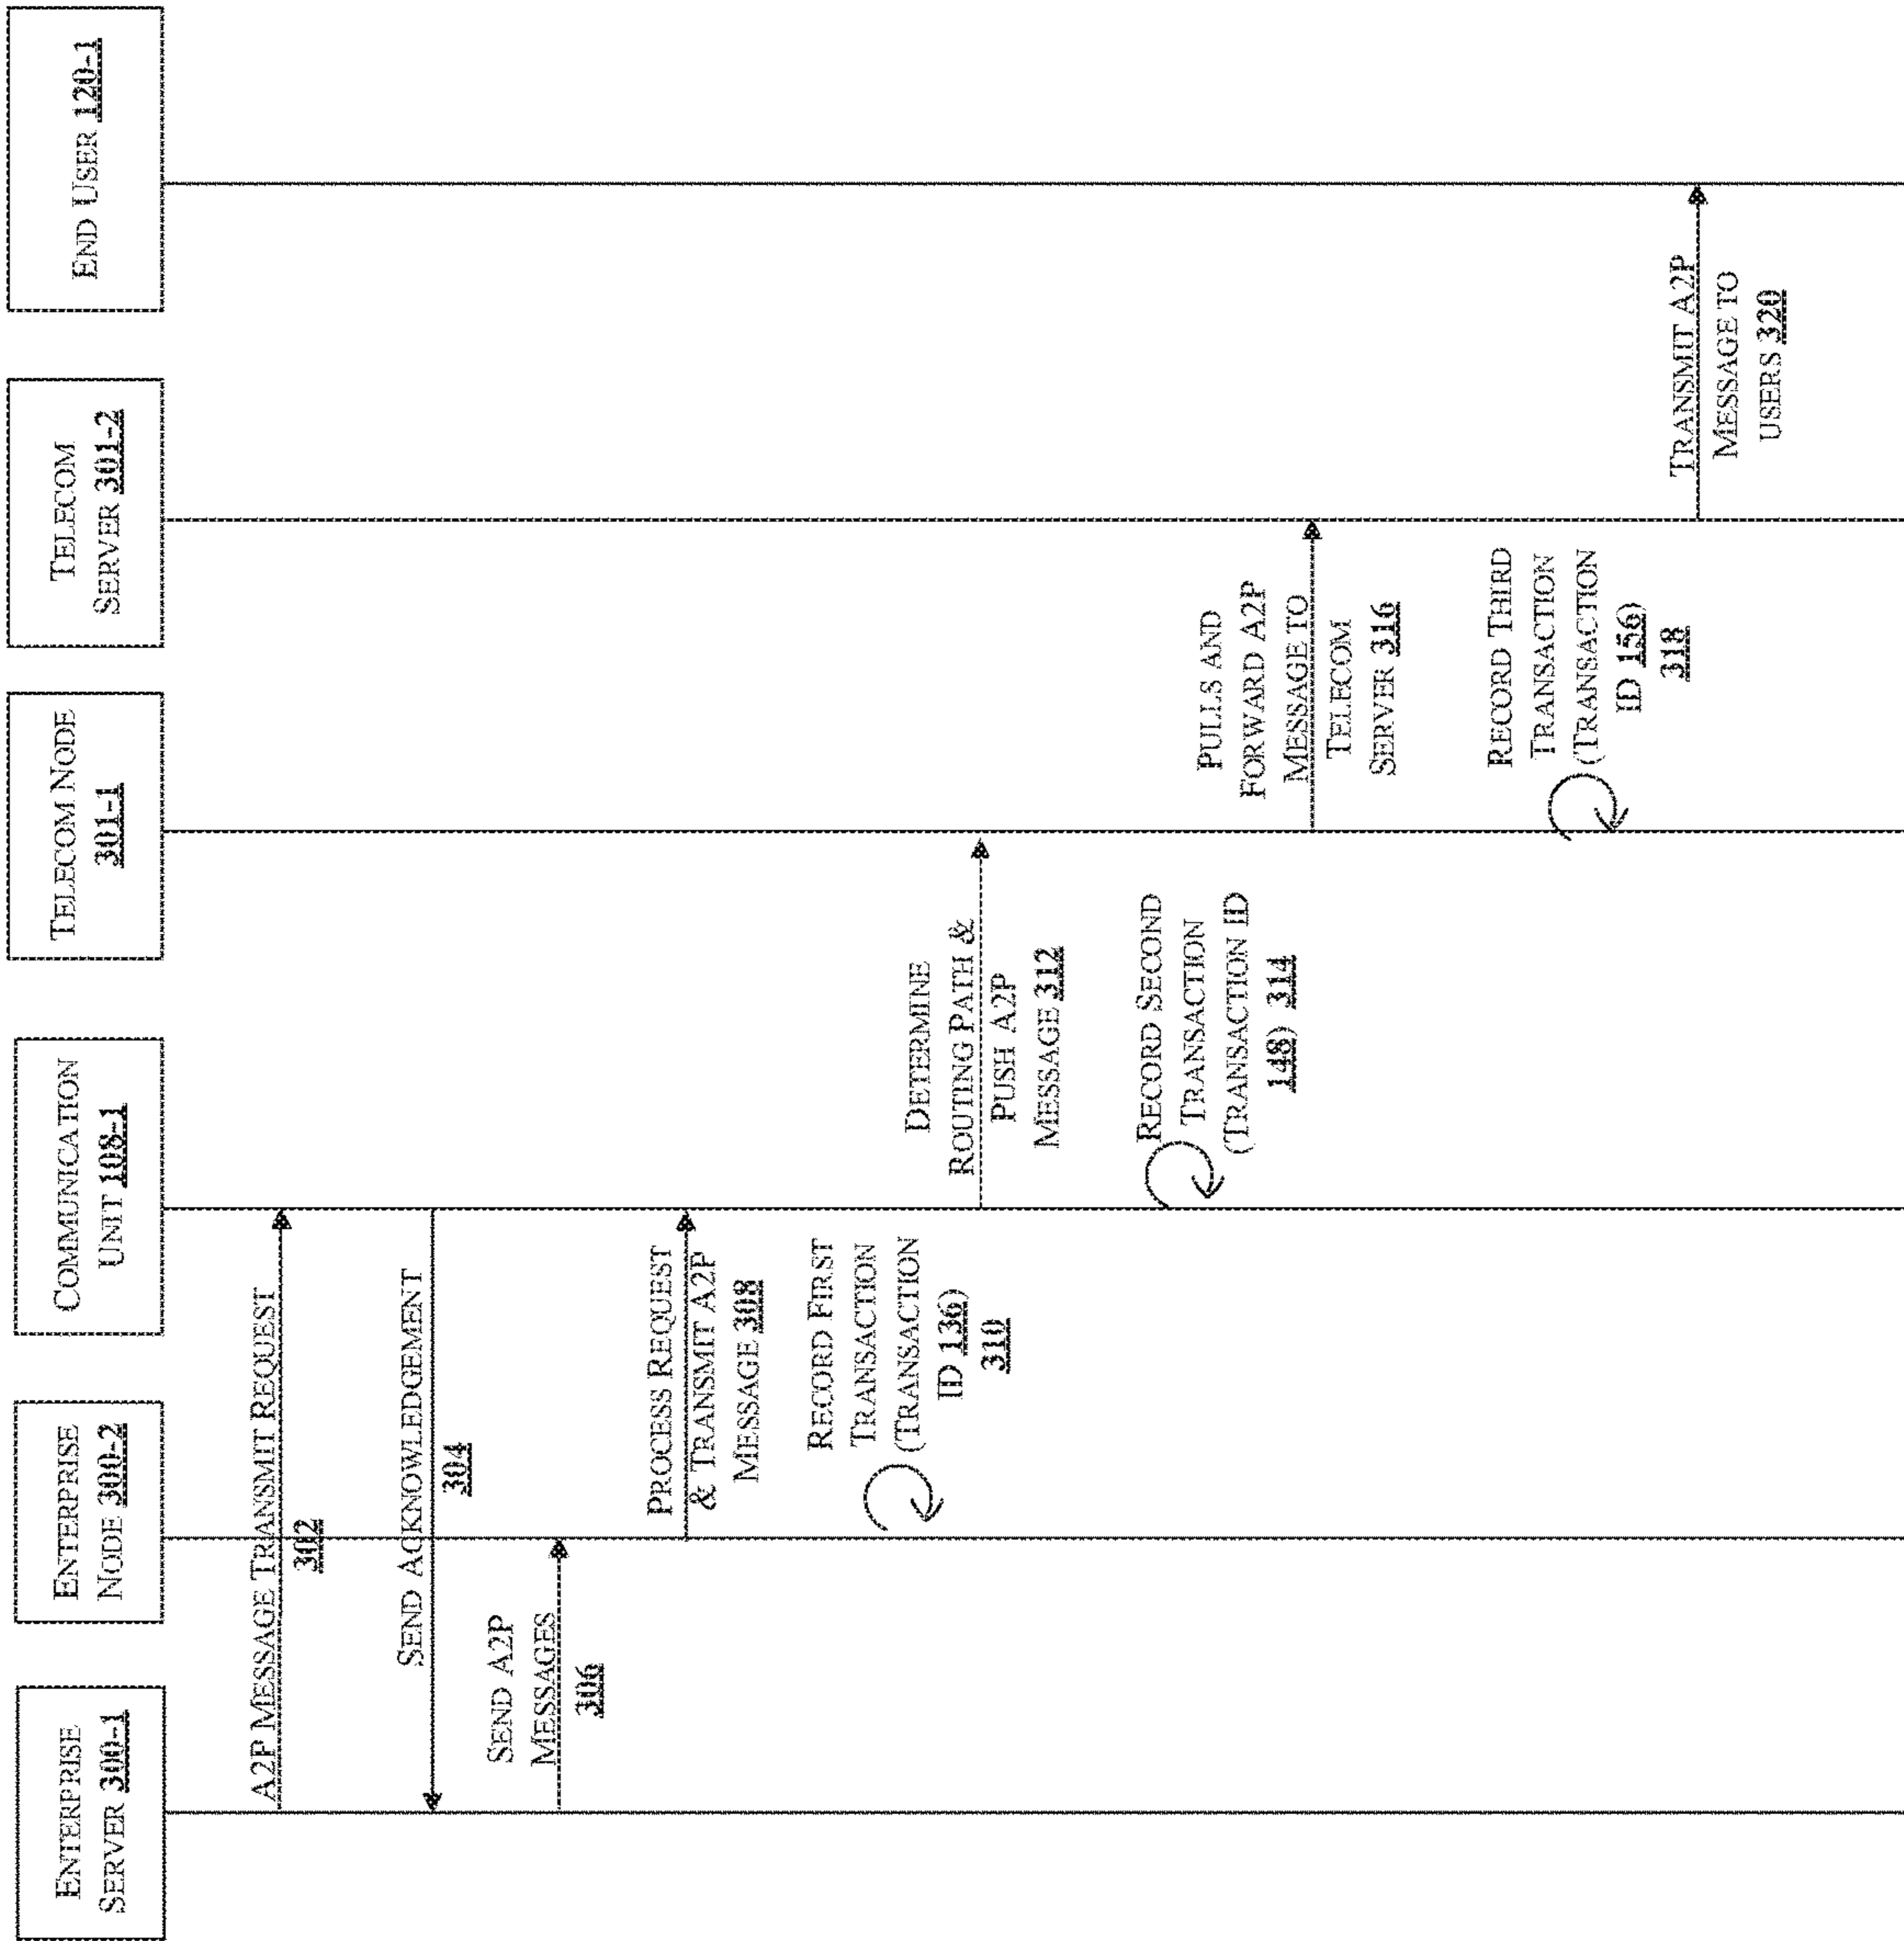 ENTERPRISE
SERVER 300-1
ENTERPRISE
NODE 300-2
COMMUNICATION
UNIT 108-1
TELECOM NODE
301-1
TELECOM
SERVER 301-2
END USER 120-1
A2P MESSAGE TRANSMIT REQUEST
302
SEND ACKNOWLEDGEMENT
304
SEND A2P
MESSAGES
306
PROCESS REQUEST
& TRANSMIT A2P
MESSAGE 308
RECORD FIRST
TRANSACTION
(TRANSACTION
ID 136)
310
DETERMINE
ROUTING PATH &
PUSH A2P
MESSAGE 312
RECORD SECOND
TRANSACTION
(TRANSACTION ID
148) 314
PULLS AND
FORWARD A2P
MESSAGE TO
TELECOM
SERVER 316
RECORD THIRD
TRANSACTION
(TRANSACTION
ID 156)
318
TRANSMIT A2P
MESSAGE TO
USERS 320